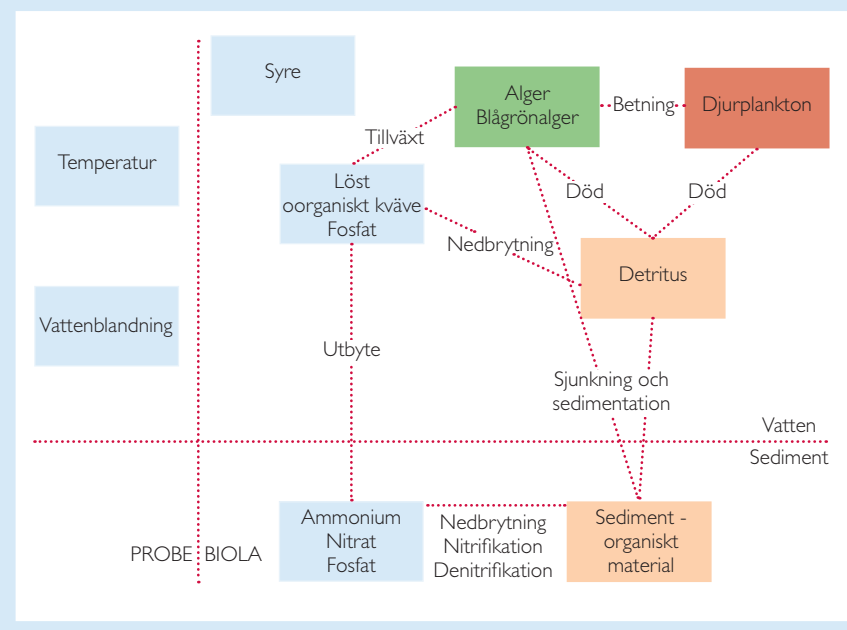 Syre
Alger
Blågrönalger
Betning
Djurplankton
Tillväxt
Temperatur
Löst
oorganiskt kväve
Fosfat
Död
Död
Nedbrytning
Detritus
Vattenblandning
Utbyte
Sjunkning och
sedimentation
Vatten
Sediment
Ammonium
Nitrat
Fosfat
Nedbrytning
Nitrifikation
Denitrifikation
Sediment -
organiskt
material
PROBE
BIOLA